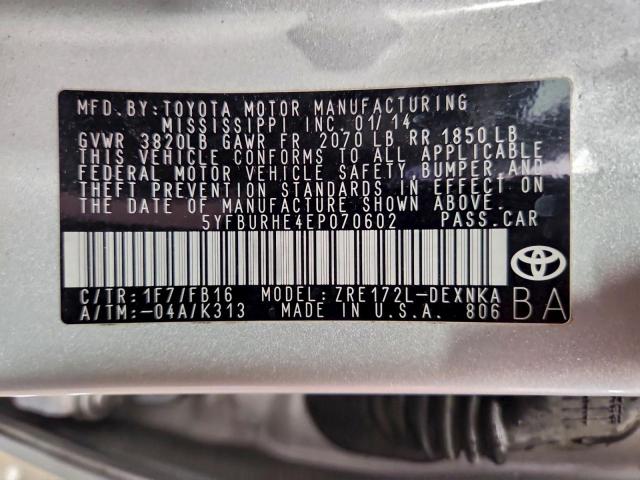 MFD. BY: TOYOTA MOTOR MANUFACTURING
MISSISSIPPI INC. 01/14
GVWR 3820LB GAWR FR 2070 LB RR 1850 LB
THIS VEHICLE CONFORMS TO ALL APPLICABLE
FEDERAL MOTOR VEHICLE SAFETY, BUMPER, AND
THEFT PREVENTION STANDARDS IN EFFECT ON
THE DATE OF MANUFACTURE SHOWN ABOVE.
5YFBURHE4EP070602 PASS. CAR
C/TR: 1F7/FB16 MODEL: ZRE172L-DEXNKA
A/TM:-04A/K313 MADE IN U.S.A. 806
BA